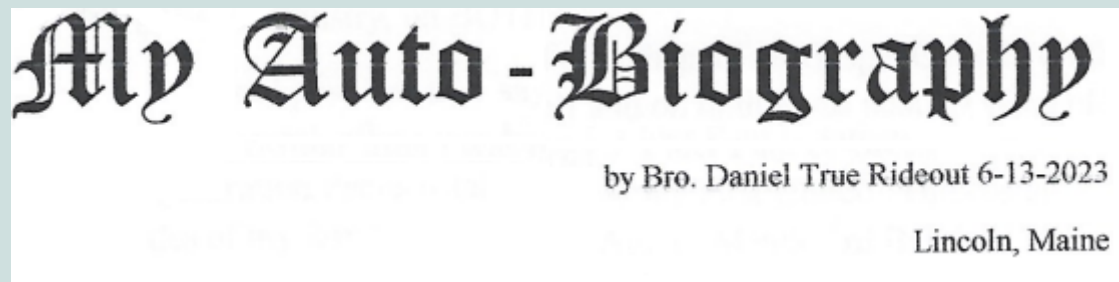 My Auto-Biography
by Bro. Daniel True Rideout 6-13-2023
Lincoln, Maine